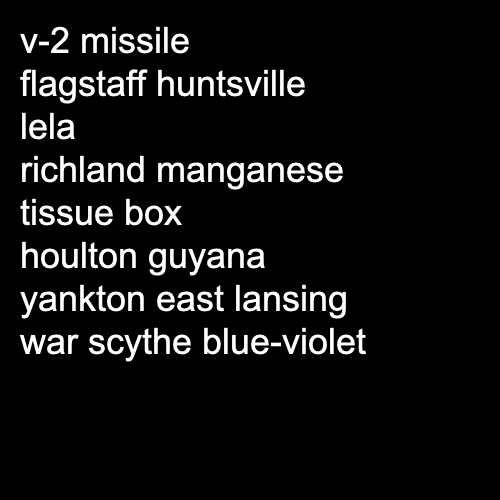 v-2 missile
flagstaff huntsville
lela
richland manganese
tissue box
houlton guyana
yankton east lansing
war scythe blue-violet